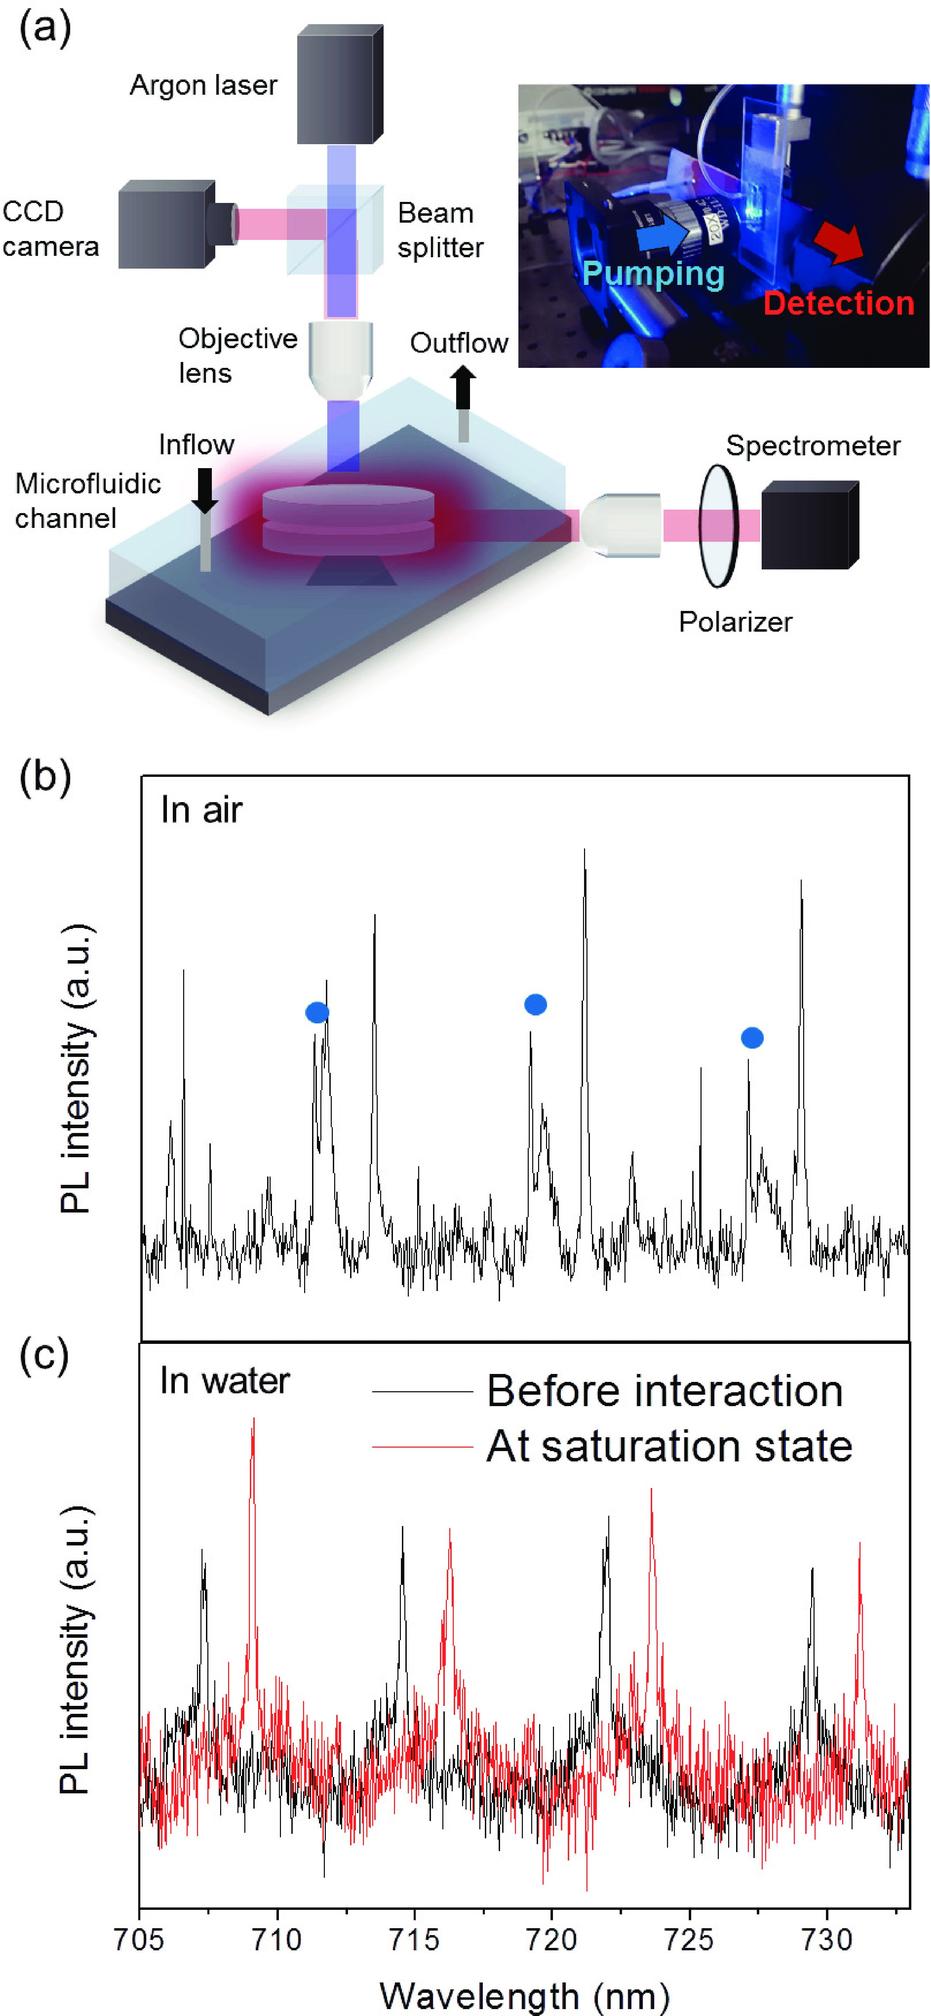 (a)
Argon laser
CCD
camera
Beam
splitter
Pumping
20X
Detection
Objective
lens
Outflow
Inflow
Microfluidic
channel
Spectrometer
Polarizer
(b)
In air
PL intensity (a.u.)
(c)
In water
Before interaction
At saturation state
PL intensity (a.u.)
705 710 715 720 725 730
Wavelength (nm)